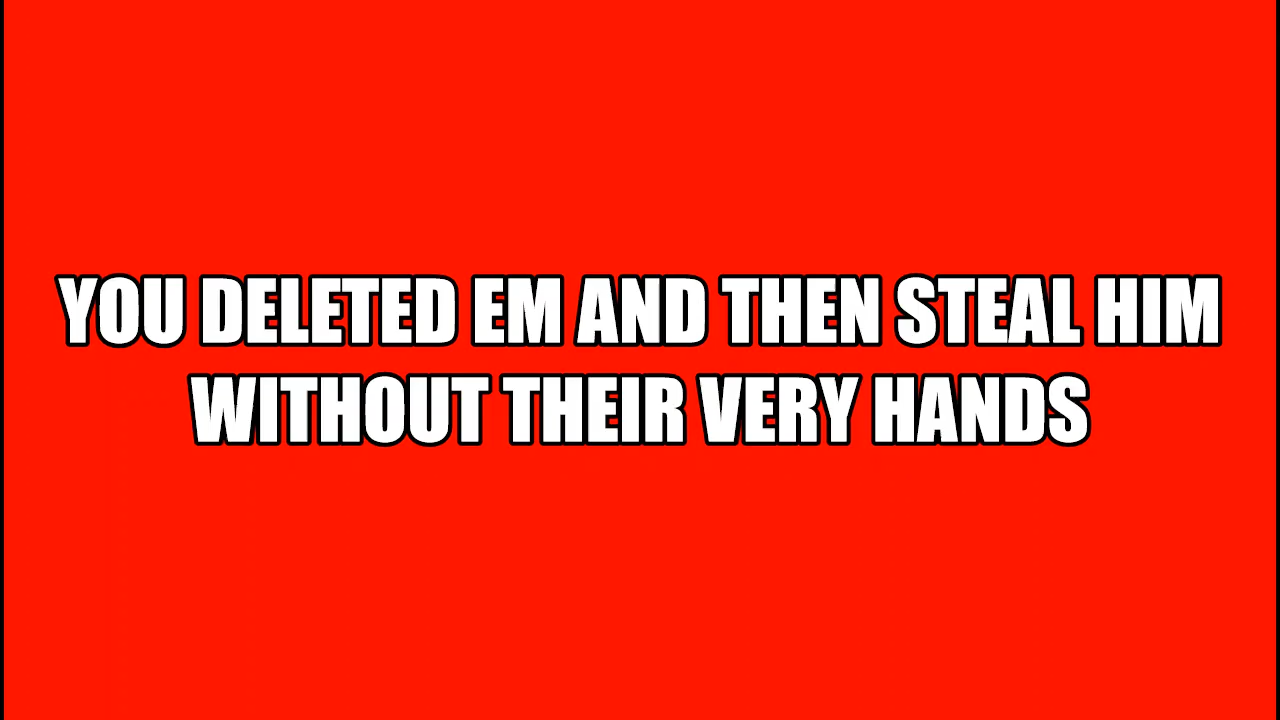 YOU DELETED EM AND THEN STEAL HIM
WITHOUT THEIR VERY HANDS